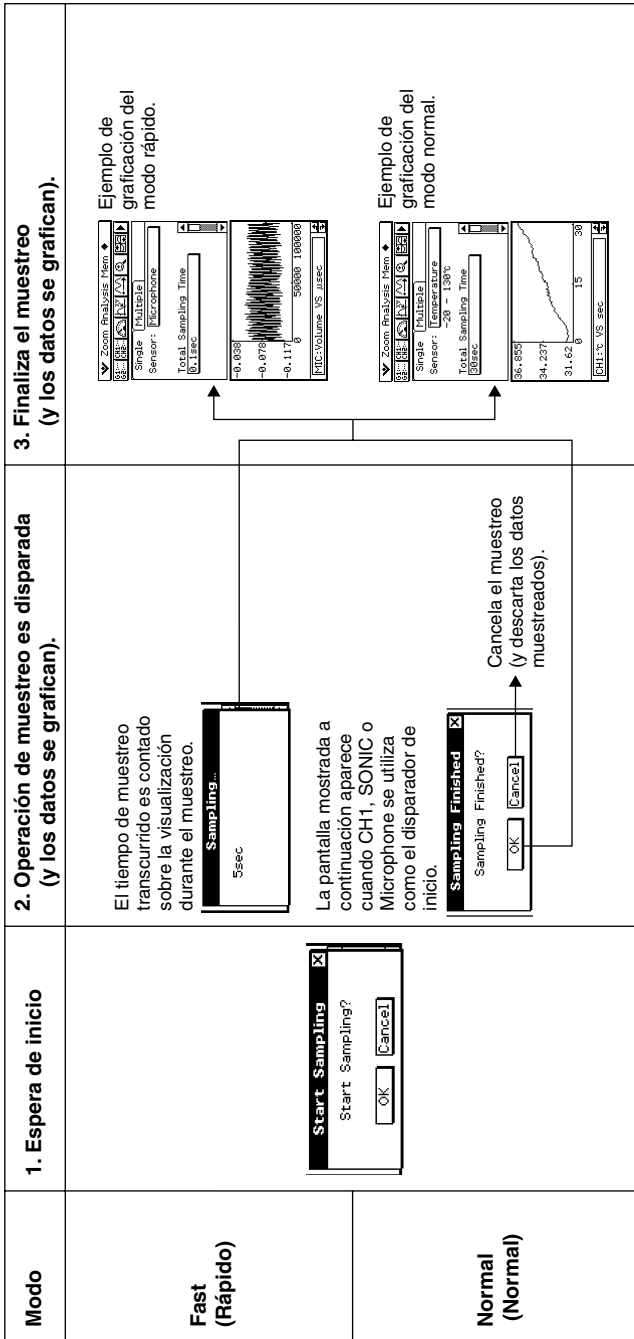 Modo
1. Espera de inicio
2. Operación de muestreo es disparada
(y los datos se grafican).
3. Finaliza el muestreo
(y los datos se grafican).
Fast
(Rápido)
Normal
(Normal)
Start Sampling
Start Sampling?
OK Cancel
El tiempo de muestreo
transcurrido es contado
sobre la visualización
durante el muestreo.
Sampling…
5sec
La pantalla mostrada a
continuación aparece
cuando CH1, SONIC o
Microphone se utiliza
como el disparador de
inicio.
Sampling Finished
Sampling Finished?
OK Cancel
Cancela el muestreo
(y descarta los datos
muestreados).
Zoom Analysis Mem
Single Multiple
Sensor: Microphone
Total Sampling Time
0.1sec
-0.038
-0.078
-0.117
0 50000 100000
MIC:Volume VS μsec
Ejemplo de
graficación del
modo rápido.
Zoom Analysis Mem
Single Multiple
Sensor: Temperature
-20 - 130℃
Total Sampling Time
30sec
36.855
34.237
31.62
0 15 30
CH1:℃ VS sec
Ejemplo de
graficación del
modo normal.